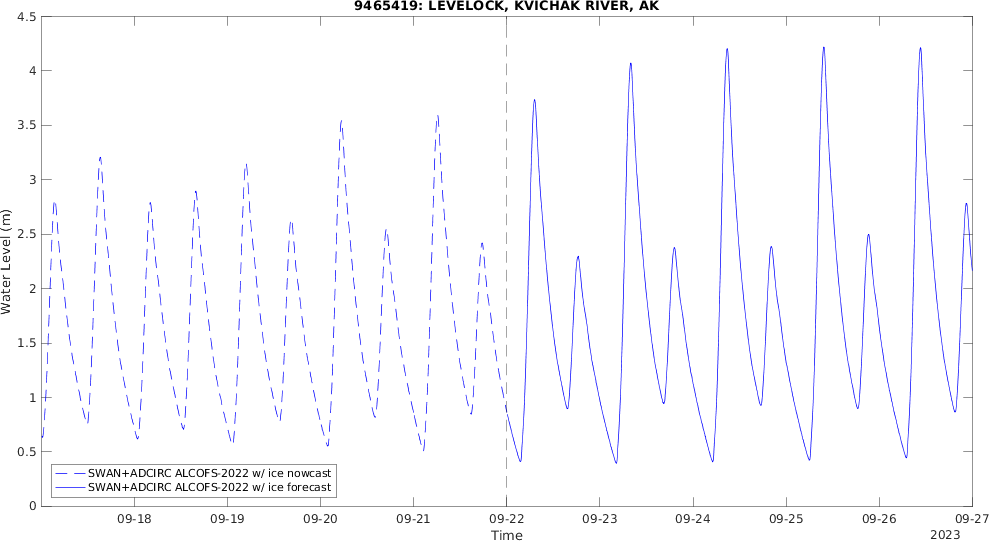 9465419: LEVELOCK, KVICHAK RIVER, AK
4.5
4
3.5
3
2.5
2
1.5
1
0.5
0
Water Level (m)
SWAN+ADCIRC ALCOFS-2022 w/ ice nowcast
SWAN+ADCIRC ALCOFS-2022 w/ ice forecast
09-18 09-19 09-20 09-21 09-22 09-23 09-24 09-25 09-26 09-27
Time
2023